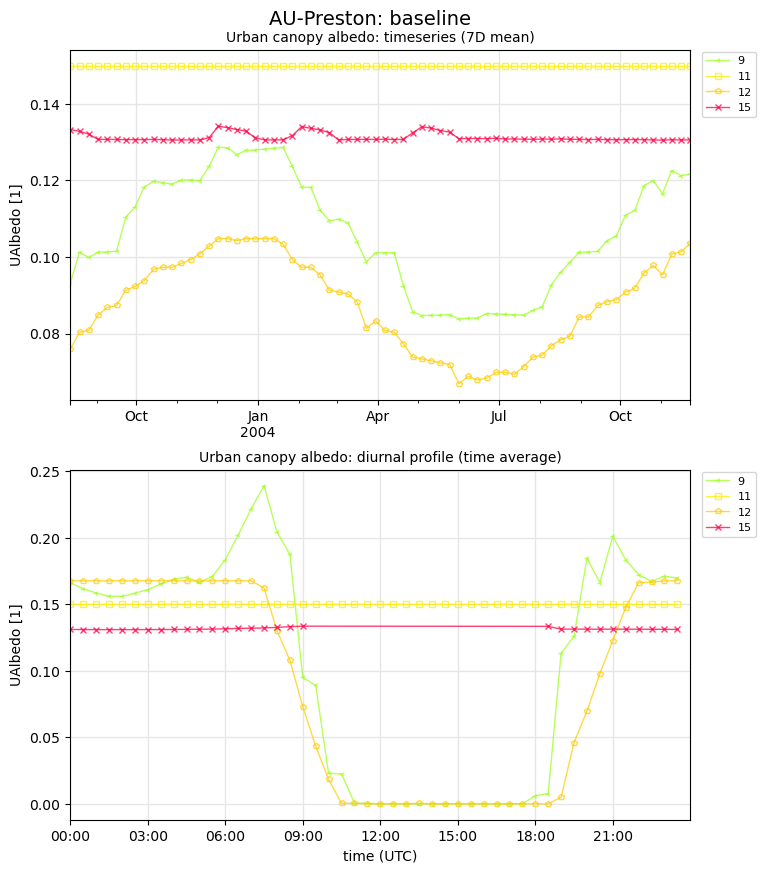 AU-Preston: baseline
Urban canopy albedo: timeseries (7D mean)
UAlbedo [1]
0.14
0.12
0.10
0.08
Oct
Jan
2004
Apr
Jul
Oct
9
11
12
15
Urban canopy albedo: diurnal profile (time average)
UAlbedo [1]
0.25
0.20
0.15
0.10
0.05
0.00
00:00
03:00
06:00
09:00
12:00
15:00
18:00
21:00
time (UTC)
9
11
12
15